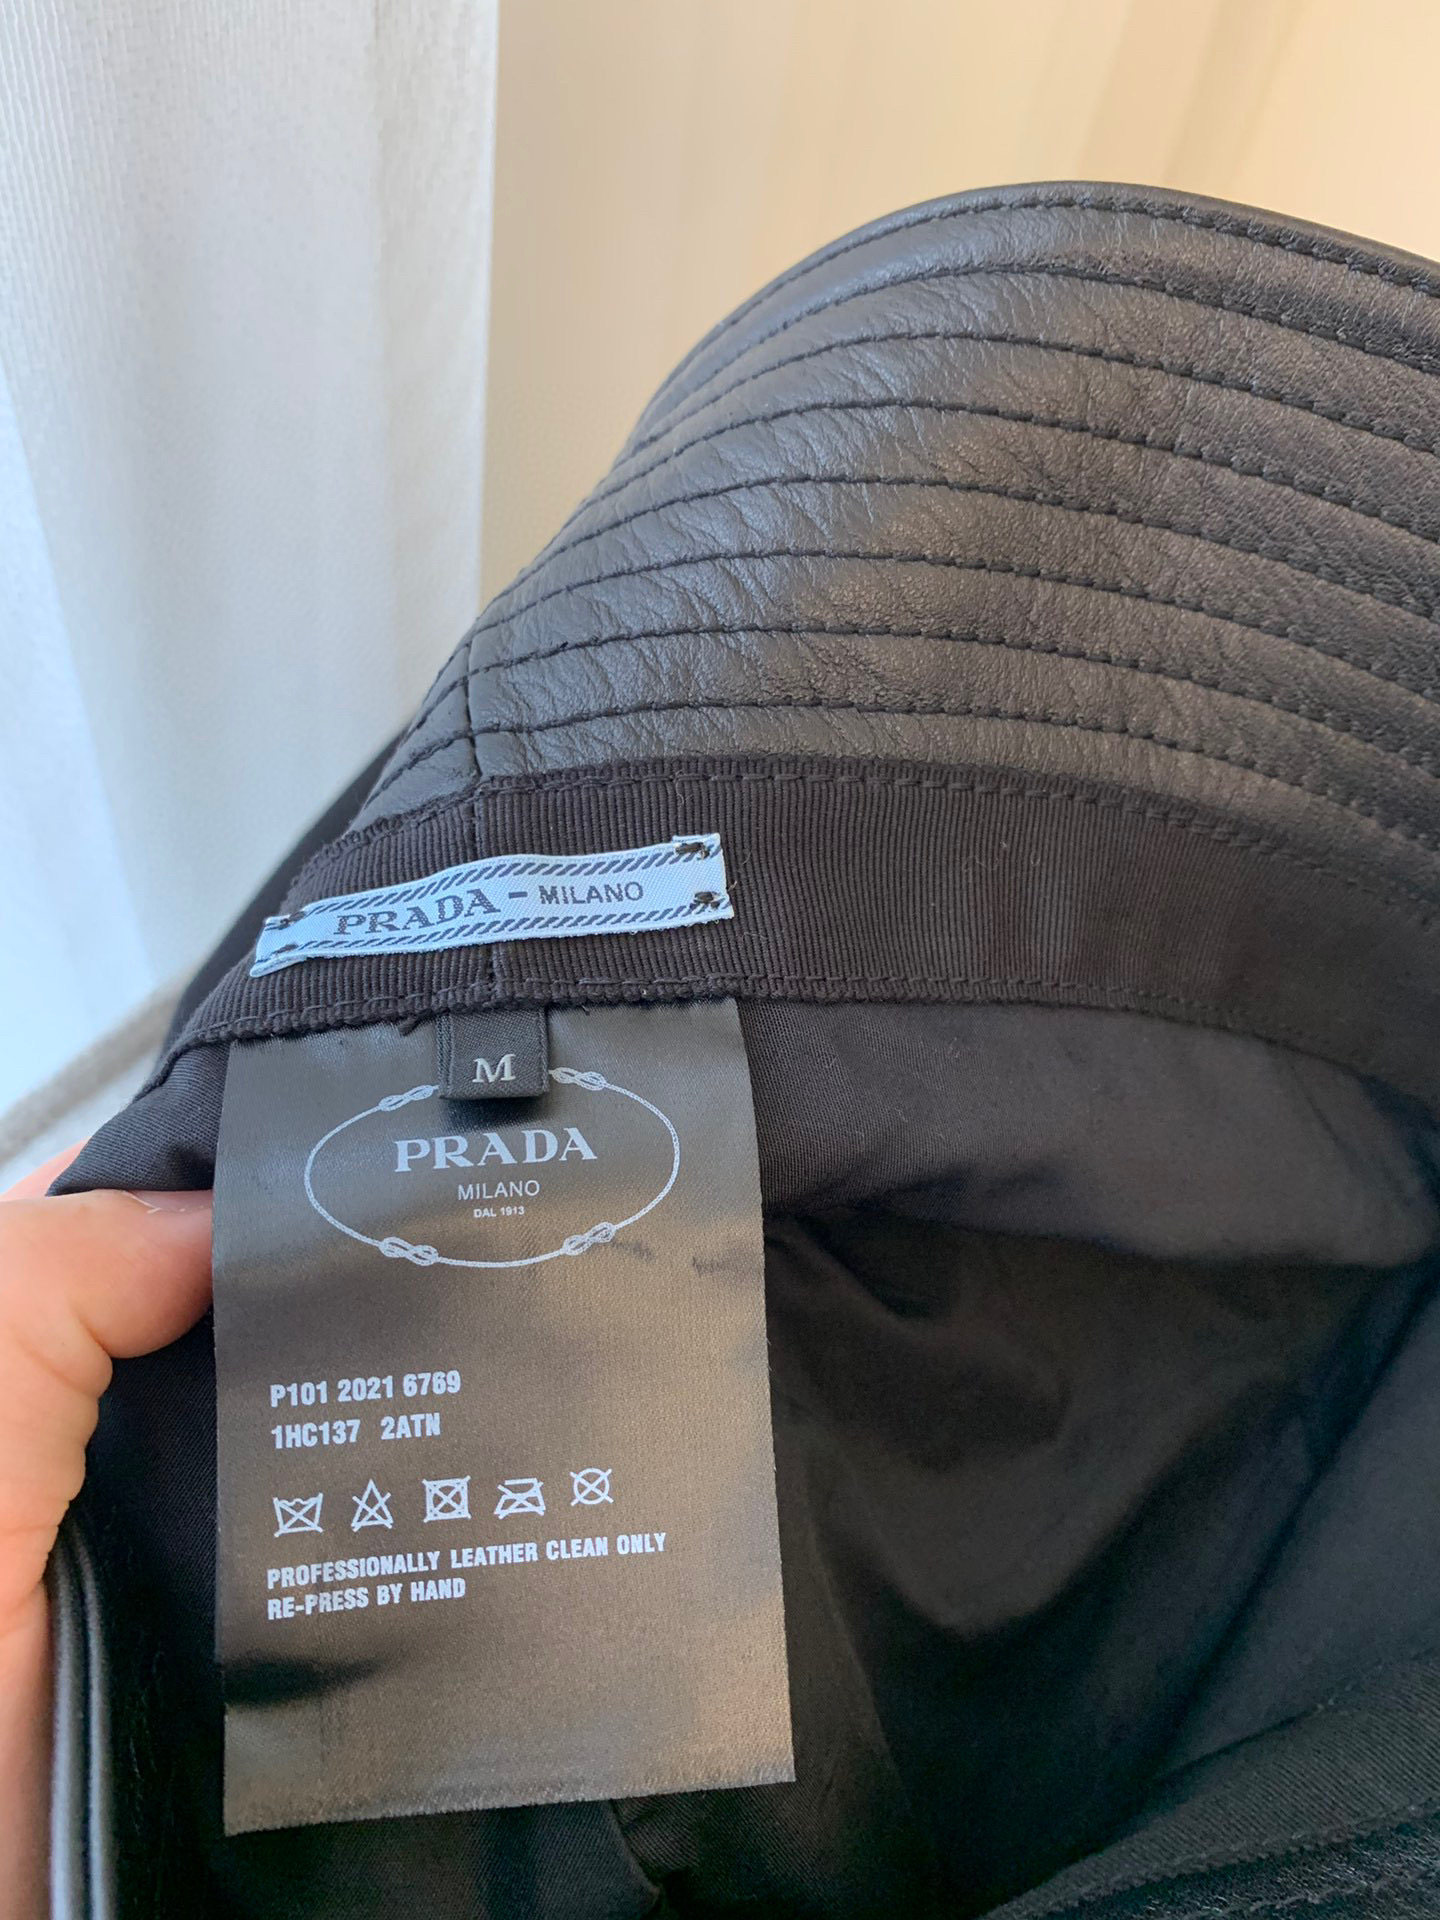 PRADA - MILANO
M
PRADA
MILANO
DAL 1913
P101 2021 6769
1HC137 2ATN
PROFESSIONALLY LEATHER CLEAN ONLY
RE-PRESS BY HAND